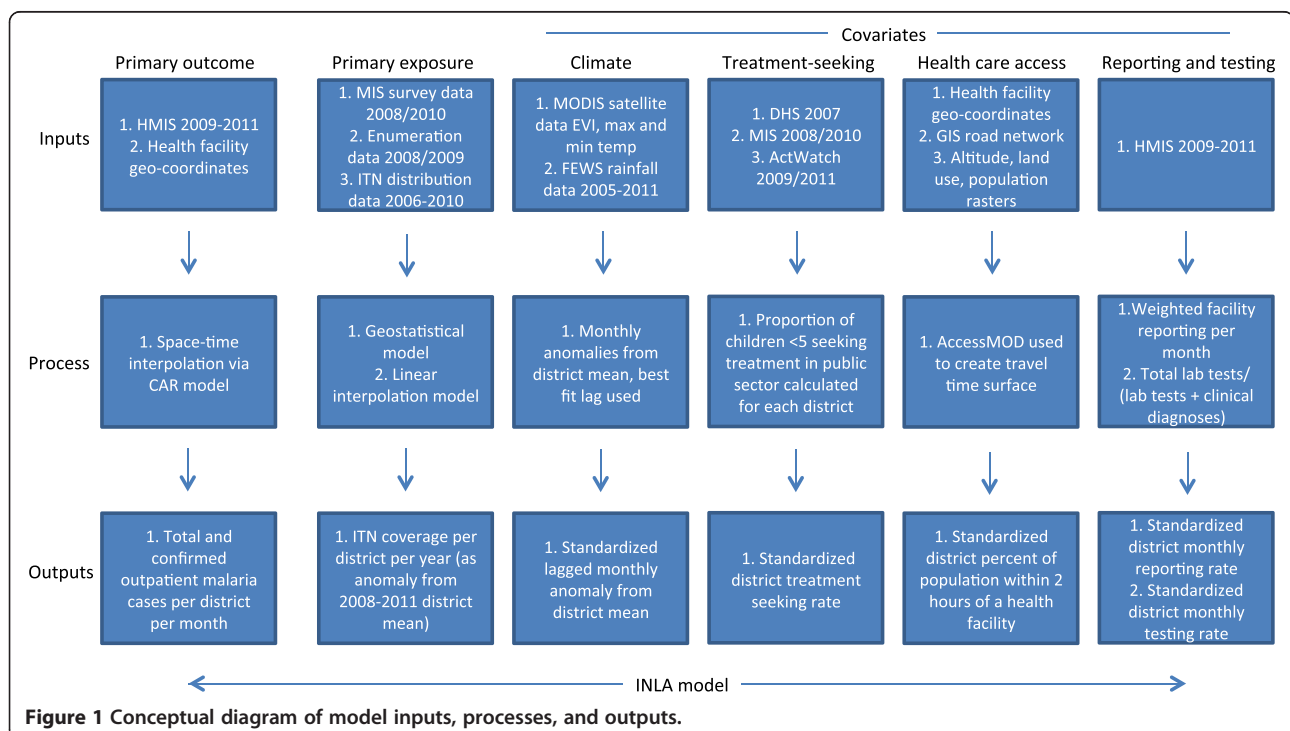 Covariates
Primary outcome
Primary exposure
Climate
Treatment-seeking
Health care access
Reporting and testing
Inputs
1. HMIS 2009-2011
2. Health facility
geo-coordinates
1. MIS survey data
2008/2010
2. Enumeration
data 2008/2009
3. ITN distribution
data 2006-2010
1. MODIS satellite
data EVI, max and
min temp
2. FEWS rainfall
data 2005-2011
1. DHS 2007
2. MIS 2008/2010
3. ActWatch
2009/2011
1. Health facility
geo-coordinates
2. GIS road network
3. Altitude, land
use, population
rasters
1. HMIS 2009-2011
Process
1. Space-time
interpolation via
CAR model
1. Geostatistical
model
2. Linear
interpolation model
1. Monthly
anomalies from
district mean, best
fit lag used
1. Proportion of
children <5 seeking
treatment in public
sector calculated
for each district
1. AccessMOD used
to create travel
time surface
1.Weighted facility
reporting per
month
2. Total lab tests/
(lab tests + clinical
diagnoses)
Outputs
1. Total and
confirmed
outpatient malaria
cases per district
per month
1. ITN coverage per
district per year (as
anomaly from
2008-2011 district
mean)
1. Standardized
lagged monthly
anomaly from
district mean
1. Standardized
district treatment
seeking rate
1. Standardized
district percent of
population within 2
hours of a health
facility
1. Standardized
district monthly
reporting rate
2. Standardized
district monthly
testing rate
INLA model
Figure 1 Conceptual diagram of model inputs, processes, and outputs.